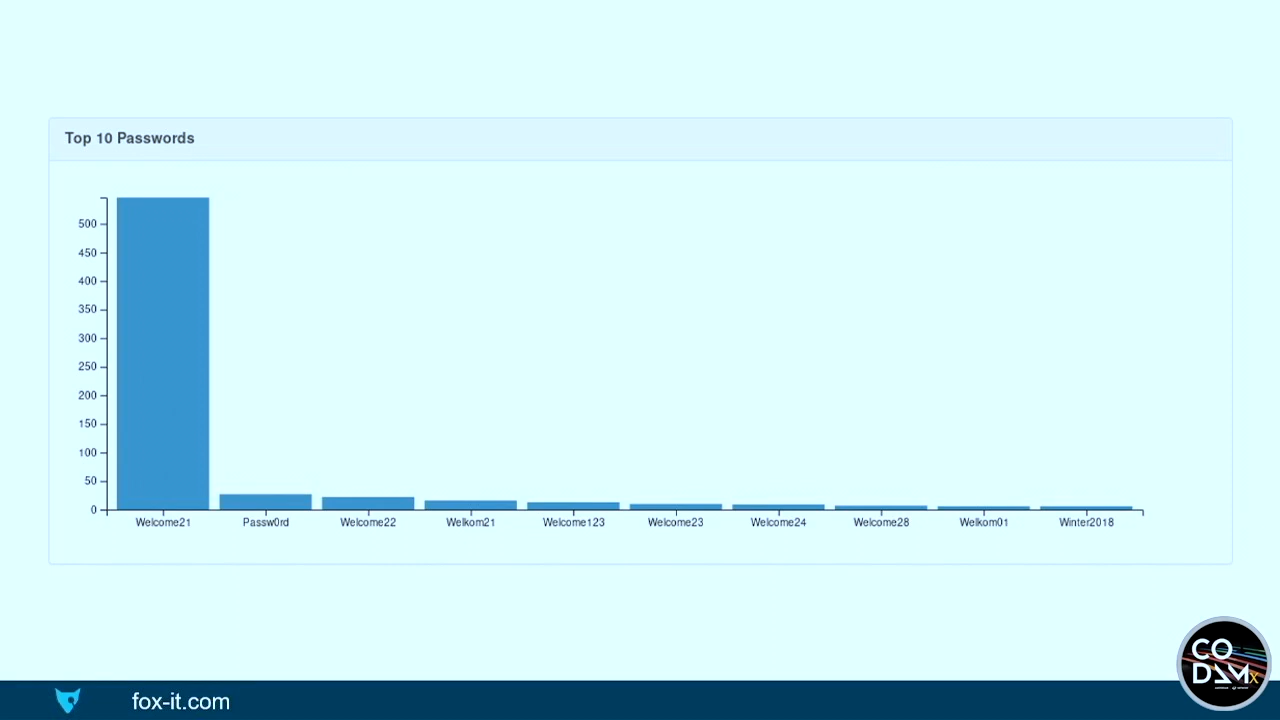 Top 10 Passwords
500
450
400
350
300
250
200
150
100
50
0
Welcome21 Passw0rd Welcome22 Welkom21 Welcome123 Welcome23 Welcome24 Welcome28 Welkom01 Winter2018
fox-it.com
CO
D Mx